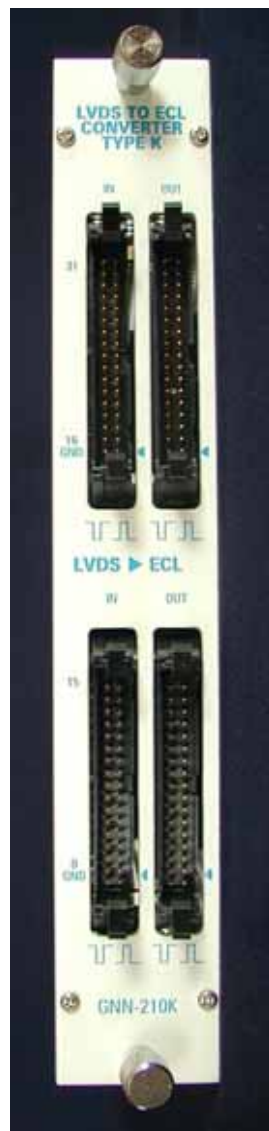 LVDS TO ECL
CONVERTER
TYPE K
IN OUT
31
16
GND
LVDS ▶ ECL
IN OUT
15
0
GND
GNN-210K